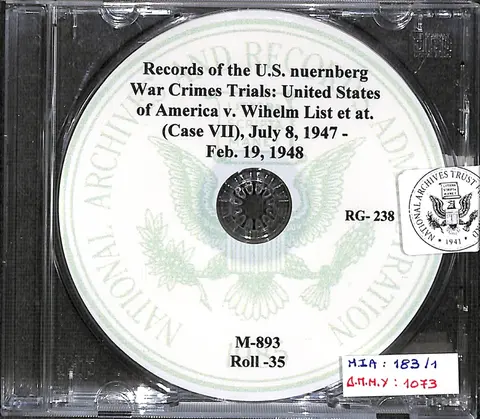 Records of the U.S. nuernberg
War Crimes Trials: United States
of America v. Wihelm List et at.
(Case VII), July 8, 1947 -
Feb. 19, 1948
RG- 238
M-893
Roll -35
NATIONAL ARCHIVES TRUST
1941
MIA : 183/1
Δ.Π.Μ.Υ : 1073